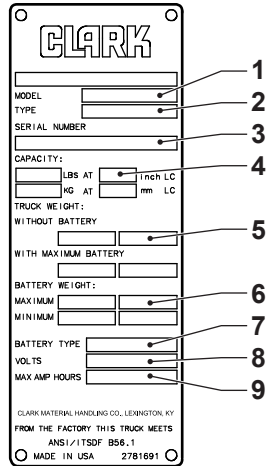 CLARK
MODEL 1
TYPE 2
SERIAL NUMBER
3
CAPACITY:
LBS AT inch LC 4
KG AT mm LC
TRUCK WEIGHT:
WITHOUT BATTERY
5
WITH MAXIMUM BATTERY
BATTERY WEIGHT:
MAXIMUM 6
MINIMUM
BATTERY TYPE 7
VOLTS 8
MAX AMP HOURS 9
CLARK MATERIAL HANDLING CO., LEXINGTON, KY
FROM THE FACTORY THIS TRUCK MEETS
ANSI/ITSDF B56.1
MADE IN USA 2781691